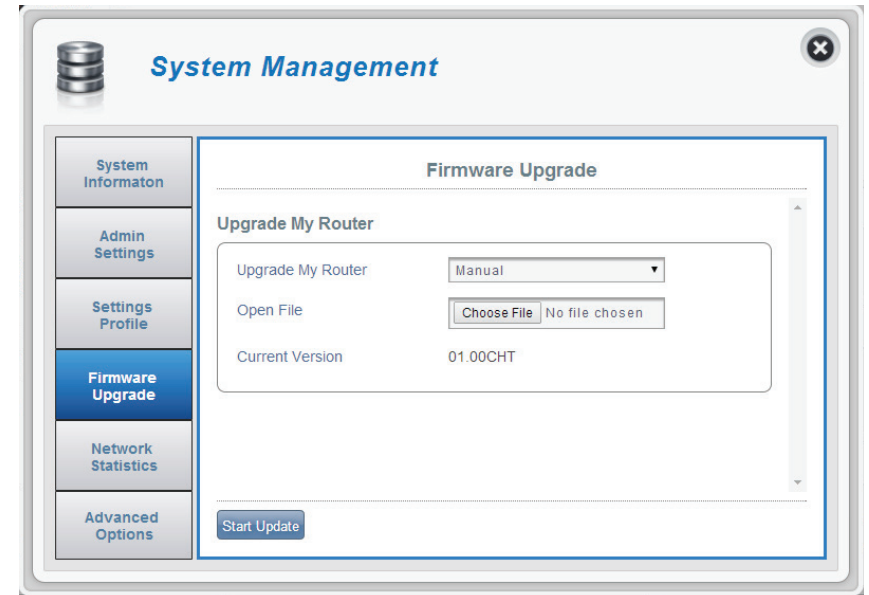 System Management
System
Informaton
Admin
Settings
Settings
Profile
Firmware
Upgrade
Network
Statistics
Advanced
Options
Firmware Upgrade
Upgrade My Router
Upgrade My Router Manual
Open File Choose File No file chosen
Current Version 01.00CHT
Start Update